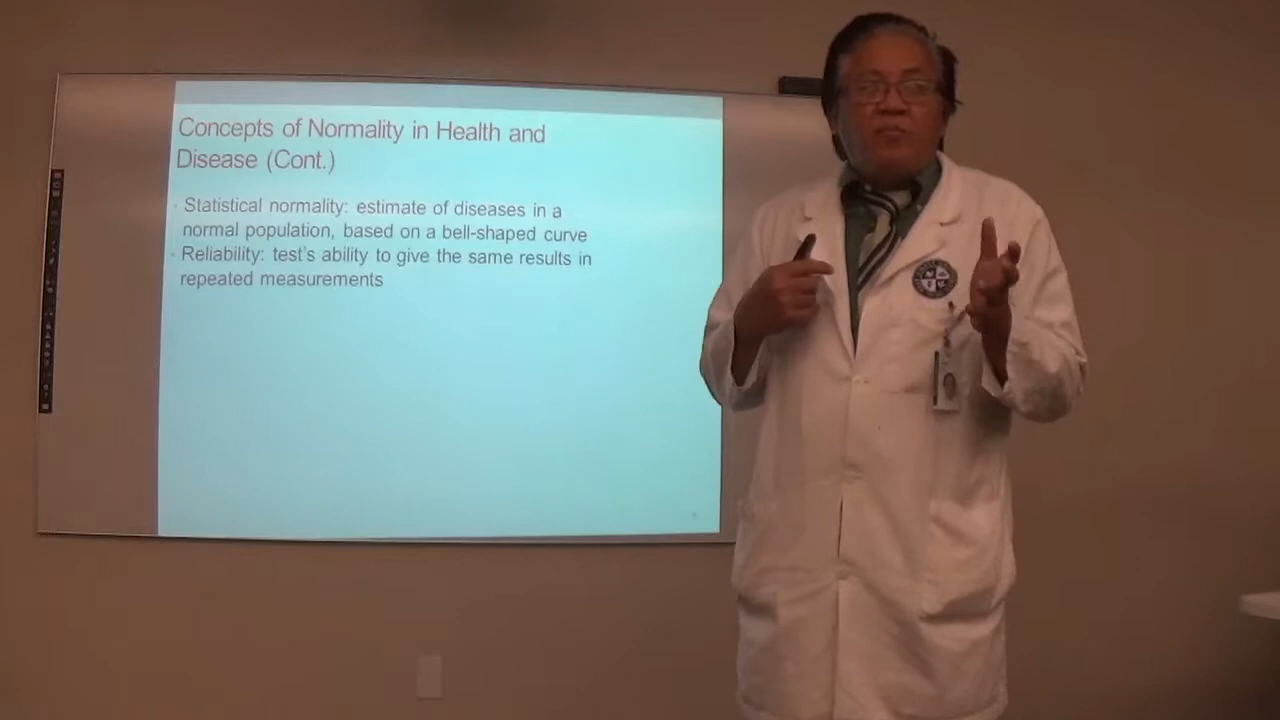 Concepts of Normality in Health and
Disease (Cont.)
Statistical normality: estimate of diseases in a
normal population, based on a bell-shaped curve
Reliability: test's ability to give the same results in
repeated measurements